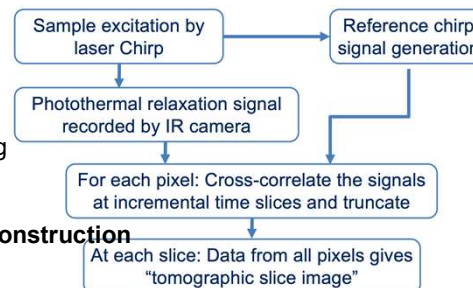 Sample excitation by
laser Chirp
Reference chirp
signal generation
Photothermal relaxation signal
recorded by IR camera
g
For each pixel: Cross-correlate the signals
at incremental time slices and truncate
onstruction
At each slice: Data from all pixels gives
“tomographic slice image”